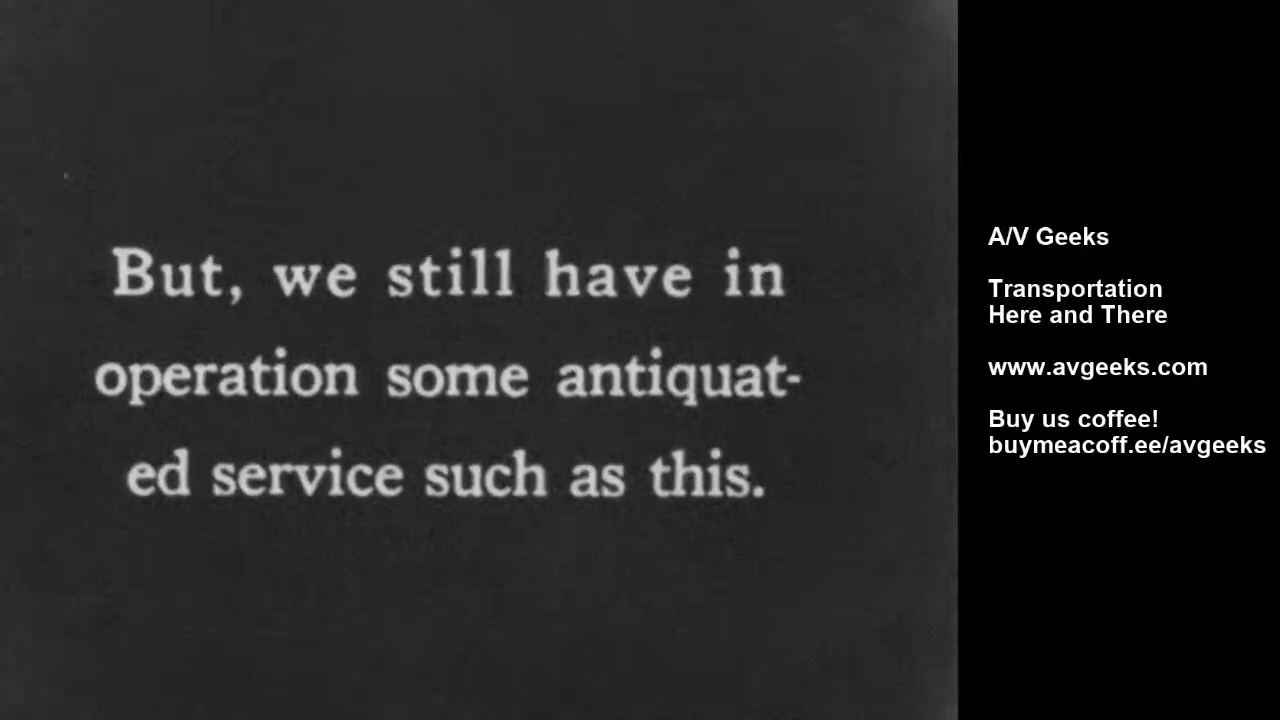 But, we still have in
operation some antiquat-
ed service such as this.
A/V Geeks
Transportation
Here and There
www.avgeeks.com
Buy us coffee!
buymeacoff.ee/avgeeks